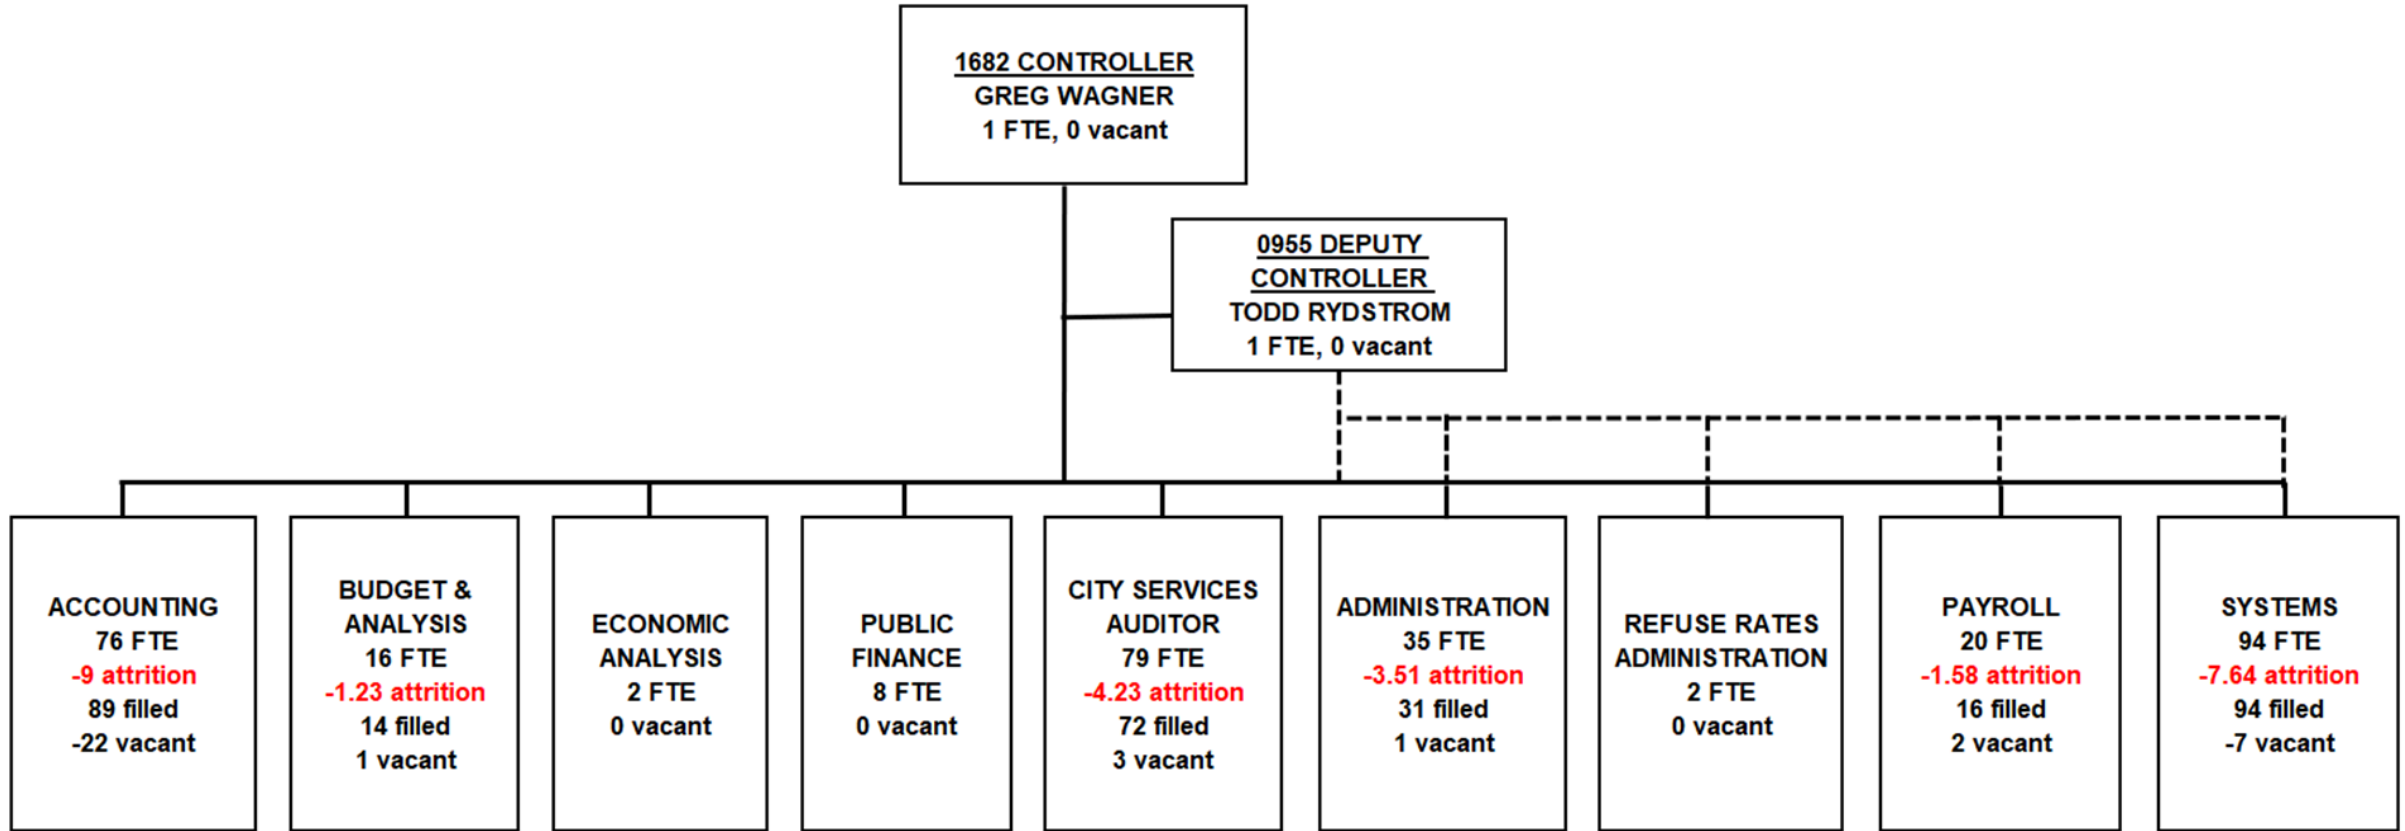 1682 CONTROLLER
GREG WAGNER
1 FTE, 0 vacant
0955 DEPUTY
CONTROLLER
TODD RYDSTROM
1 FTE, 0 vacant
ACCOUNTING
76 FTE
-9 attrition
89 filled
-22 vacant
BUDGET &
ANALYSIS
16 FTE
-1.23 attrition
14 filled
1 vacant
ECONOMIC
ANALYSIS
2 FTE
0 vacant
PUBLIC
FINANCE
8 FTE
0 vacant
CITY SERVICES
AUDITOR
79 FTE
-4.23 attrition
72 filled
3 vacant
ADMINISTRATION
35 FTE
-3.51 attrition
31 filled
1 vacant
REFUSE RATES
ADMINISTRATION
2 FTE
0 vacant
PAYROLL
20 FTE
-1.58 attrition
16 filled
2 vacant
SYSTEMS
94 FTE
-7.64 attrition
94 filled
-7 vacant